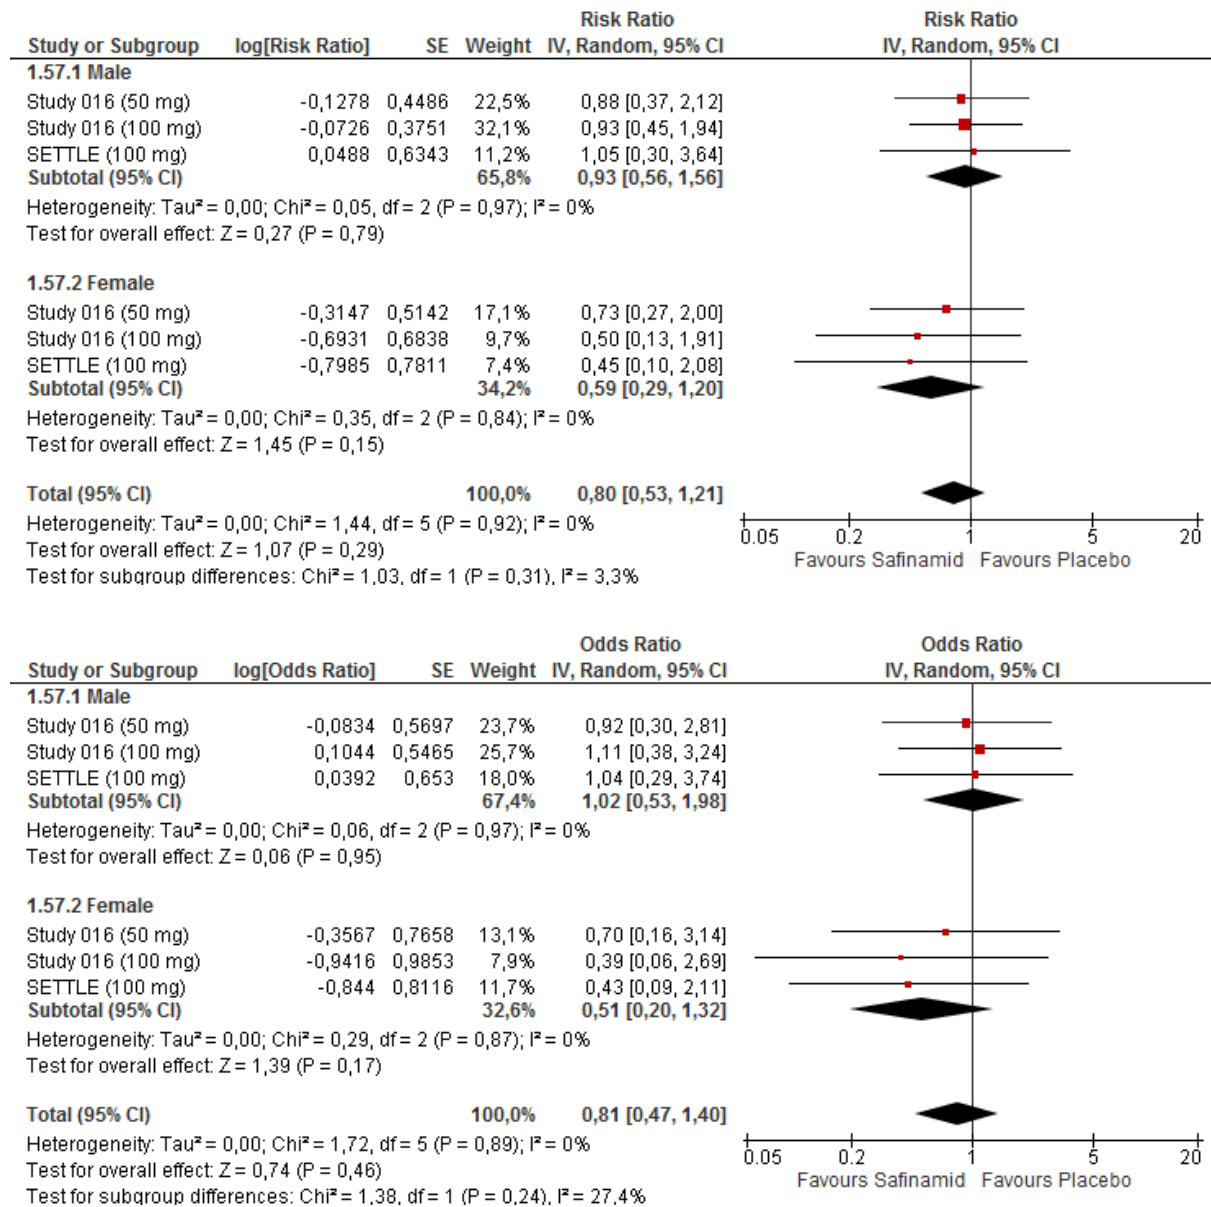 Risk Ratio Risk Ratio
Study or Subgroup log[Risk Ratio] SE Weight IV, Random, 95% CI IV, Random, 95% CI
1.57.1 Male
Study 016 (50 mg) -0,1278 0,4486 22,5% 0,88 [0,37, 2,12]
Study 016 (100 mg) -0,0726 0,3751 32,1% 0,93 [0,45, 1,94]
SETTLE (100 mg) 0,0488 0,6343 11,2% 1,05 [0,30, 3,64]
Subtotal (95% CI) 65,8% 0,93 [0,56, 1,56]
Heterogeneity: Tau² = 0,00; Chi² = 0,05, df = 2 (P = 0,97); I² = 0%
Test for overall effect: Z = 0,27 (P = 0,79)
1.57.2 Female
Study 016 (50 mg) -0,3147 0,5142 17,1% 0,73 [0,27, 2,00]
Study 016 (100 mg) -0,6931 0,6838 9,7% 0,50 [0,13, 1,91]
SETTLE (100 mg) -0,7985 0,7811 7,4% 0,45 [0,10, 2,08]
Subtotal (95% CI) 34,2% 0,59 [0,29, 1,20]
Heterogeneity: Tau² = 0,00; Chi² = 0,35, df = 2 (P = 0,84); I² = 0%
Test for overall effect: Z = 1,45 (P = 0,15)
Total (95% CI) 100,0% 0,80 [0,53, 1,21]
Heterogeneity: Tau² = 0,00; Chi² = 1,44, df = 5 (P = 0,92); I² = 0%
Test for overall effect: Z = 1,07 (P = 0,29)
Test for subgroup differences: Chi² = 1,03, df = 1 (P = 0,31), I² = 3,3%
0.05 0.2 1 5 20
Favours Safinamid Favours Placebo
Odds Ratio Odds Ratio
Study or Subgroup log[Odds Ratio] SE Weight IV, Random, 95% CI IV, Random, 95% CI
1.57.1 Male
Study 016 (50 mg) -0,0834 0,5697 23,7% 0,92 [0,30, 2,81]
Study 016 (100 mg) 0,1044 0,5465 25,7% 1,11 [0,38, 3,24]
SETTLE (100 mg) 0,0392 0,653 18,0% 1,04 [0,29, 3,74]
Subtotal (95% CI) 67,4% 1,02 [0,53, 1,98]
Heterogeneity: Tau² = 0,00; Chi² = 0,06, df = 2 (P = 0,97); I² = 0%
Test for overall effect: Z = 0,06 (P = 0,95)
1.57.2 Female
Study 016 (50 mg) -0,3567 0,7658 13,1% 0,70 [0,16, 3,14]
Study 016 (100 mg) -0,9416 0,9853 7,9% 0,39 [0,06, 2,69]
SETTLE (100 mg) -0,844 0,8116 11,7% 0,43 [0,09, 2,11]
Subtotal (95% CI) 32,6% 0,51 [0,20, 1,32]
Heterogeneity: Tau² = 0,00; Chi² = 0,29, df = 2 (P = 0,87); I² = 0%
Test for overall effect: Z = 1,39 (P = 0,17)
Total (95% CI) 100,0% 0,81 [0,47, 1,40]
Heterogeneity: Tau² = 0,00; Chi² = 1,72, df = 5 (P = 0,89); I² = 0%
Test for overall effect: Z = 0,74 (P = 0,46)
Test for subgroup differences: Chi² = 1,38, df = 1 (P = 0,24), I² = 27,4%
0.05 0.2 1 5 20
Favours Safinamid Favours Placebo